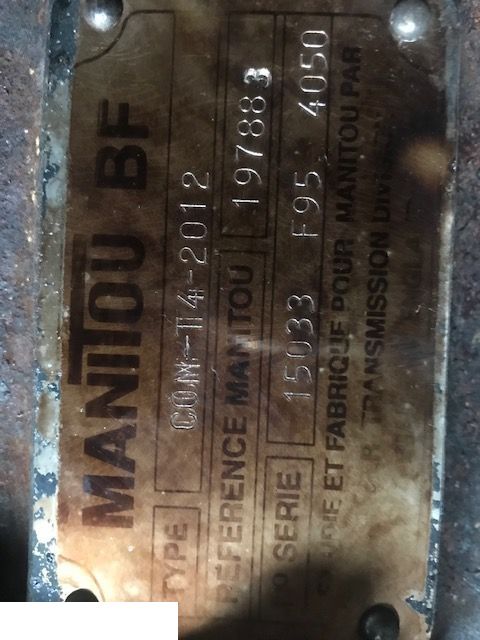 MANITOU BF
TYPE COM-T4-2012
REFERENCE MANITOU 197883
N° SERIE 15033 F95 4050
ETUDIE ET FABRIQUE POUR MANITOU PAR
TRANSMISSION